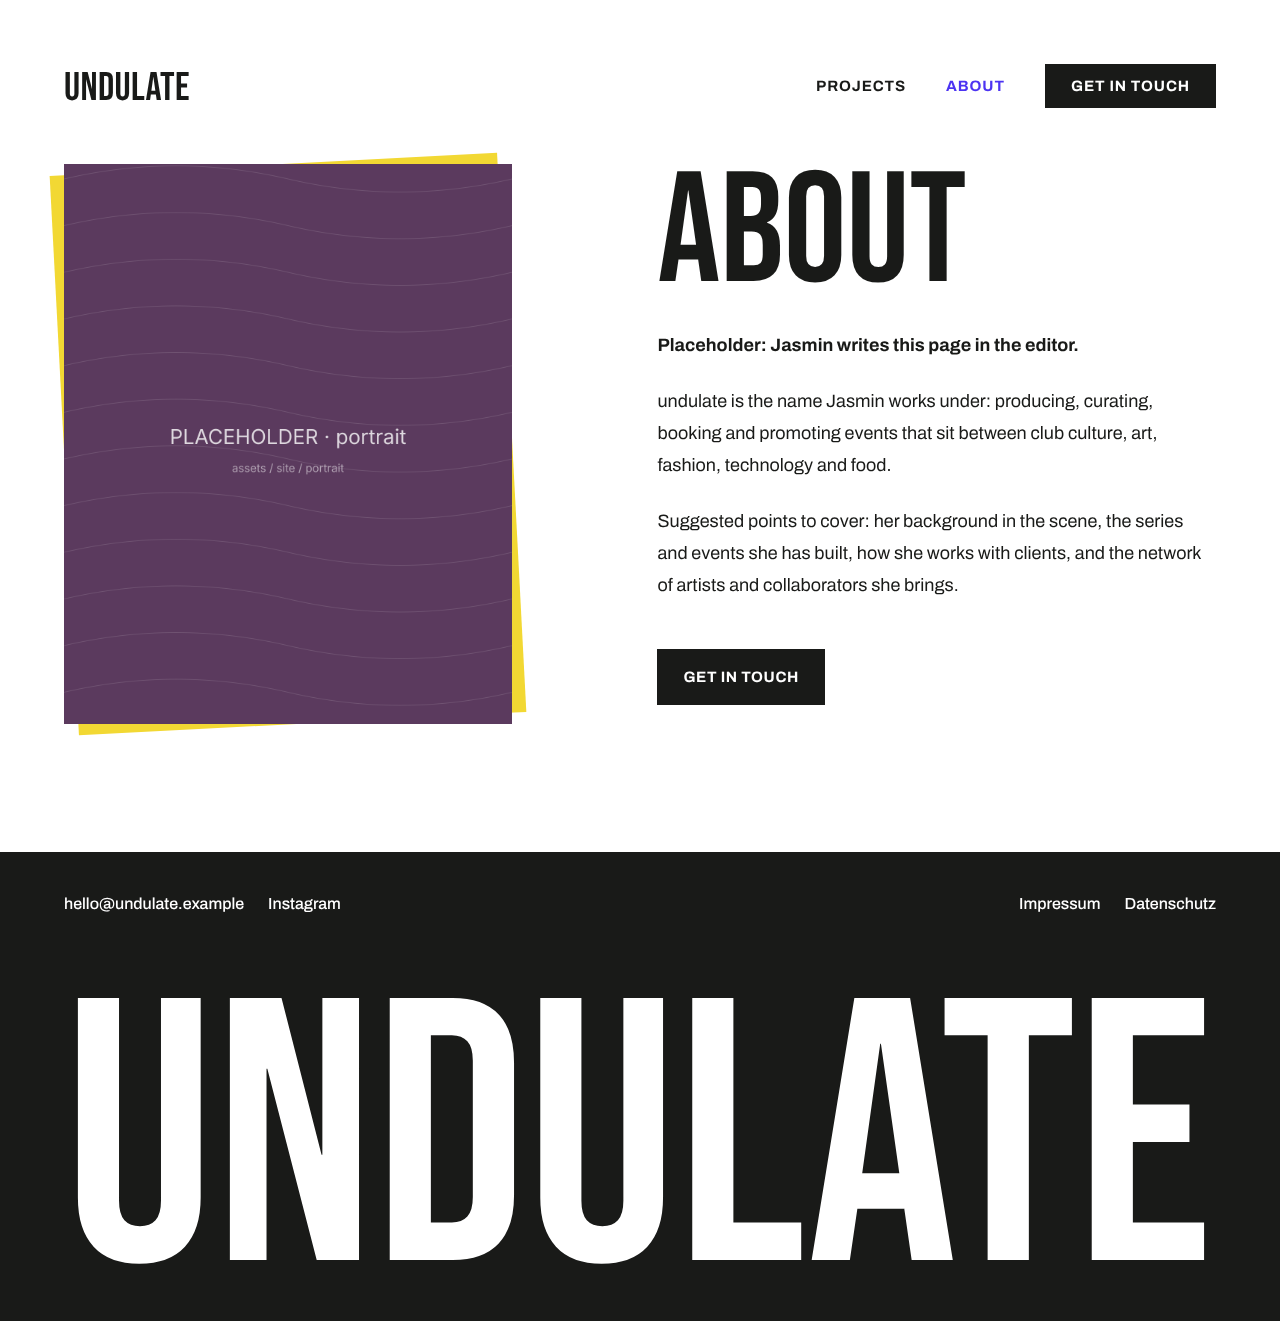 UNDULATE
PROJECTS
ABOUT
GET IN TOUCH
PLACEHOLDER · portrait
assets / site / portrait
ABOUT
Placeholder: Jasmin writes this page in the editor.
undulate is the name Jasmin works under: producing, curating,
booking and promoting events that sit between club culture, art,
fashion, technology and food.
Suggested points to cover: her background in the scene, the series
and events she has built, how she works with clients, and the network
of artists and collaborators she brings.
GET IN TOUCH
hello@undulate.example
Instagram
Impressum
Datenschutz
UNDULATE